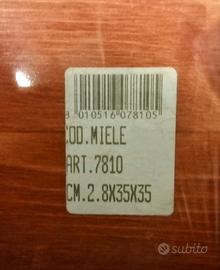 8 010516 078105
COD.MIELE
ART.7810
CM.2.8X35X35
subito